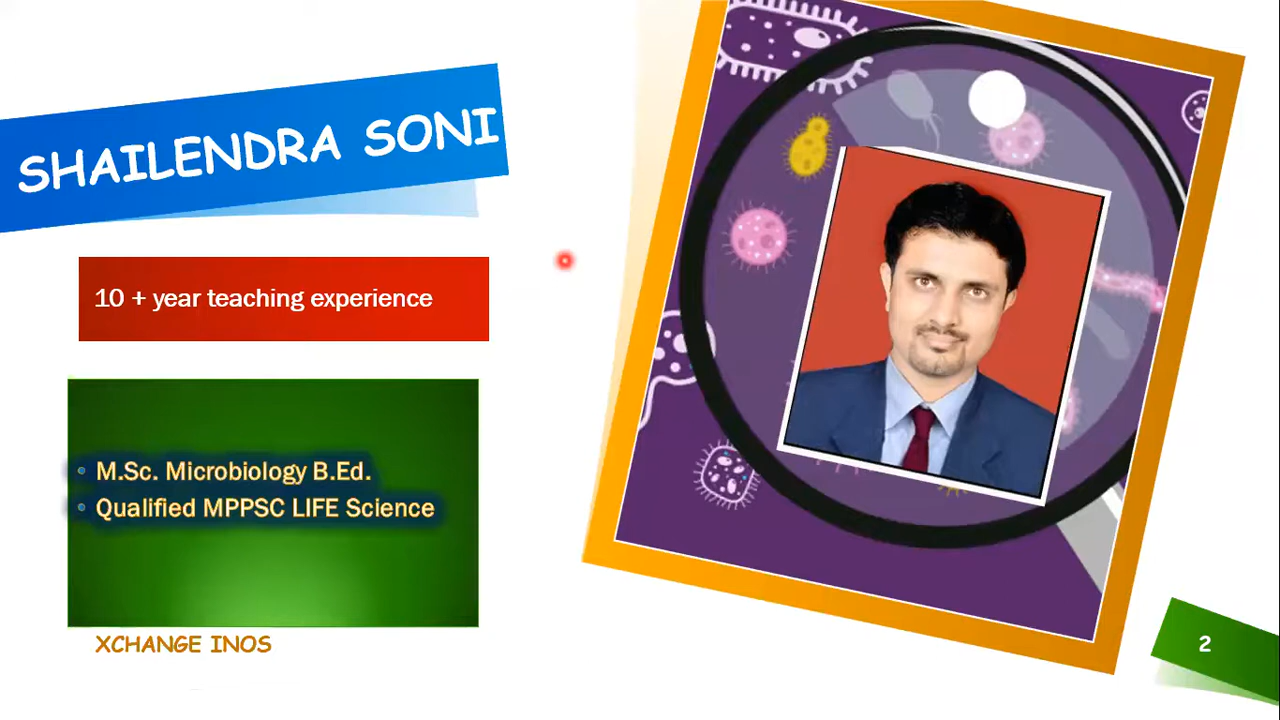 SHAILENDRA SONI
10 + year teaching experience
• M.Sc. Microbiology B.Ed.
• Qualified MPPSC LIFE Science
XCHANGE INOS
2